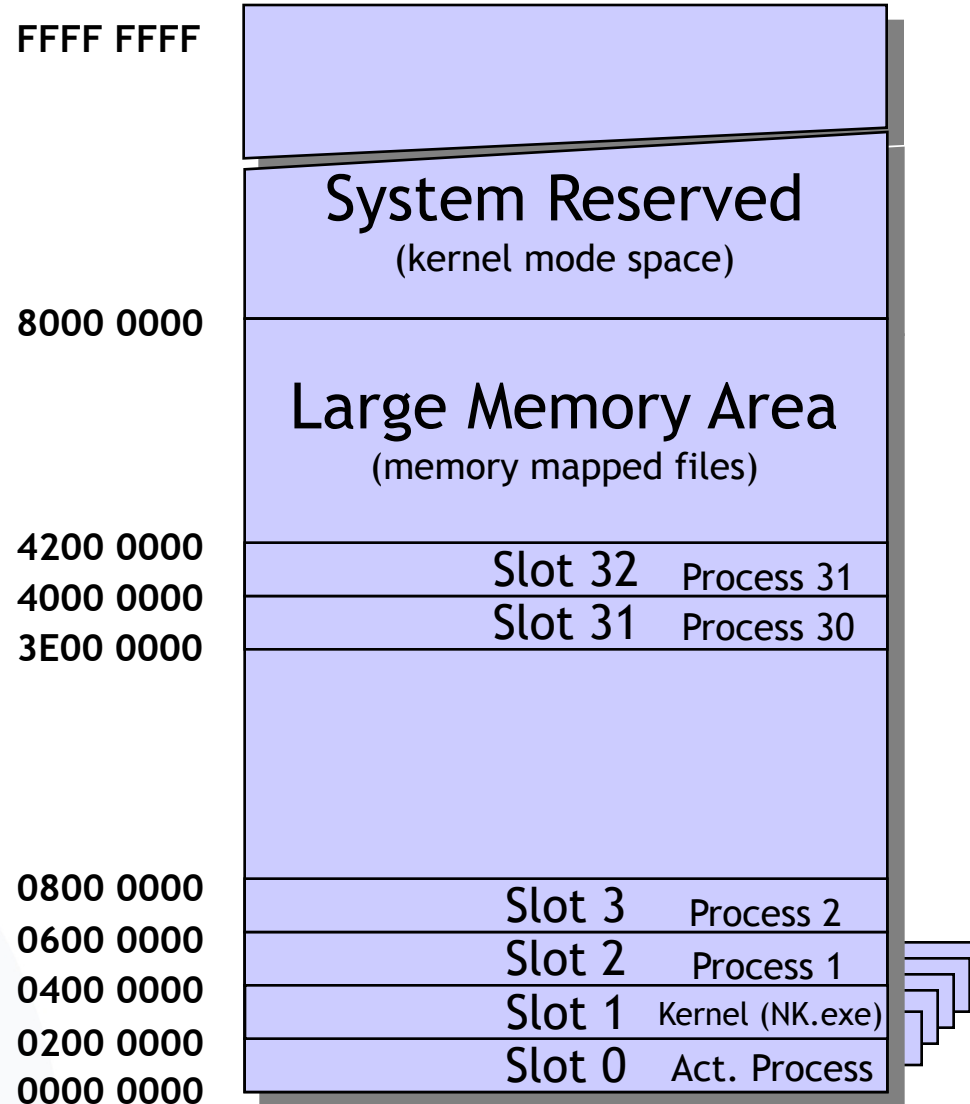 FFFF FFFF
System Reserved
(kernel mode space)
8000 0000
Large Memory Area
(memory mapped files)
4200 0000
Slot 32 Process 31
4000 0000
Slot 31 Process 30
3E00 0000
0800 0000
Slot 3 Process 2
0600 0000
Slot 2 Process 1
0400 0000
Slot 1 Kernel (NK.exe)
0200 0000
Slot 0 Act. Process
0000 0000